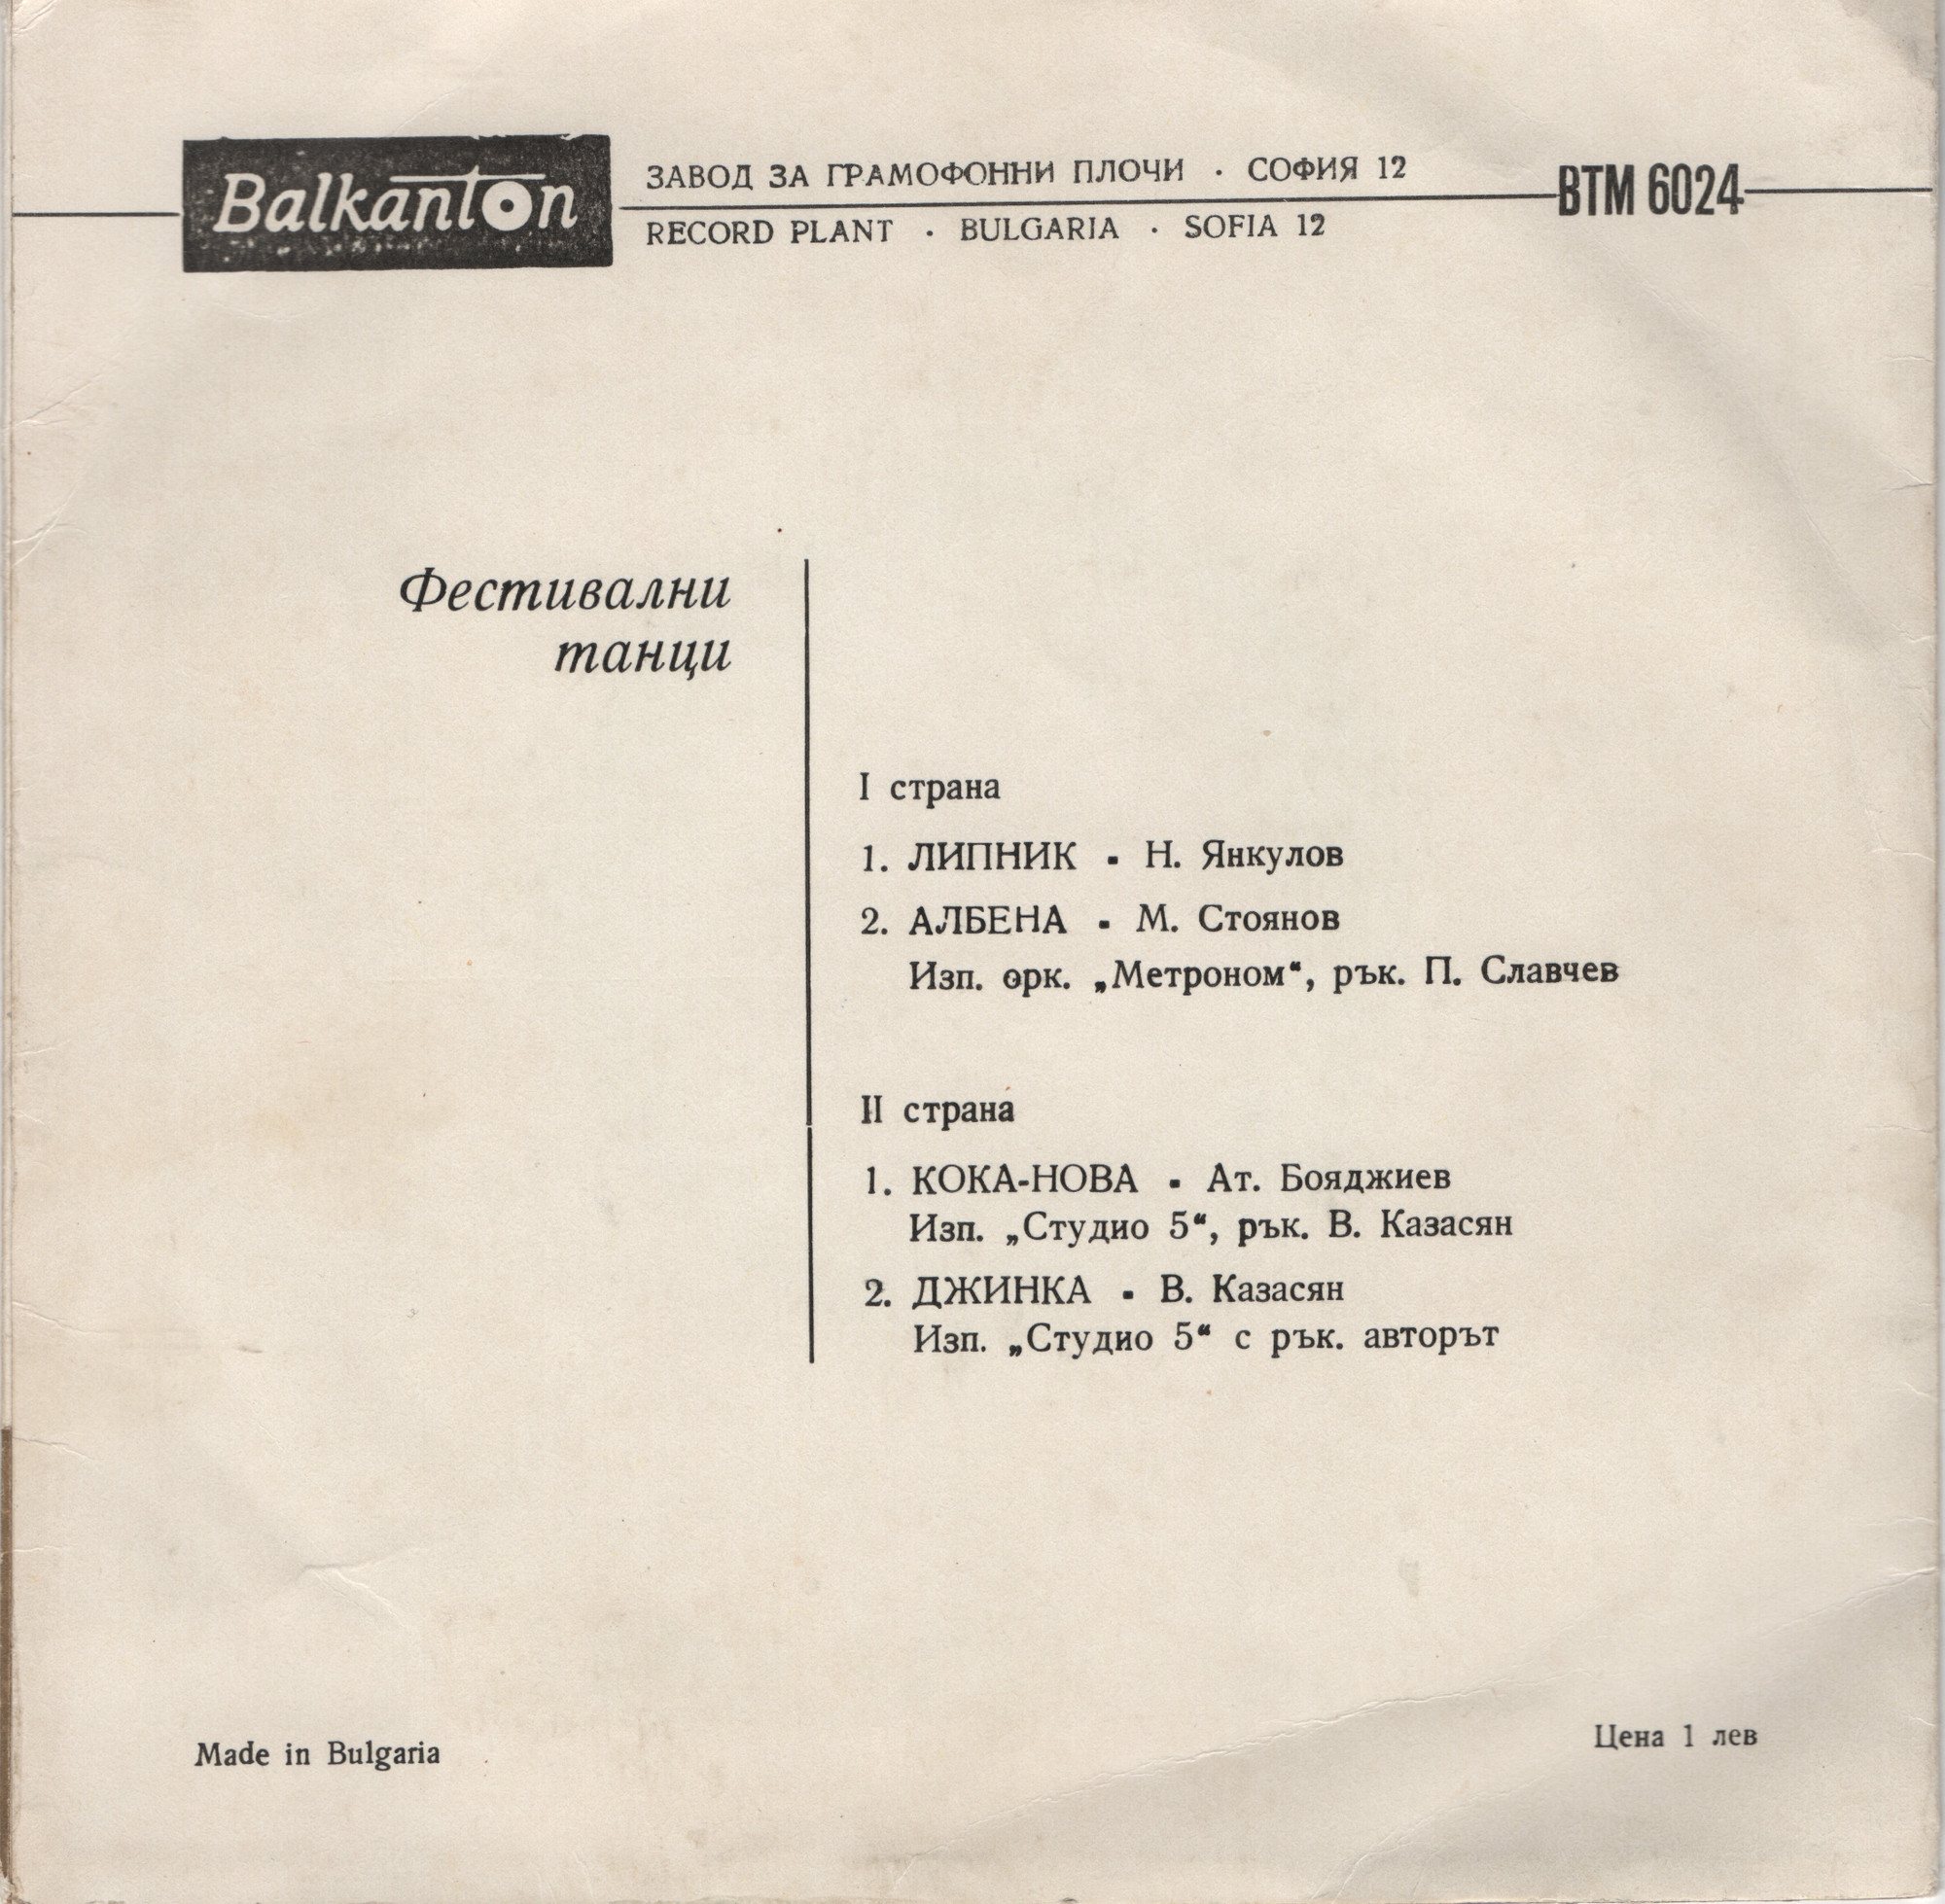 Balkanton
ЗАВОД ЗА ГРАМОФОННИ ПЛОЧИ · СОФИЯ 12
RECORD PLANT · BULGARIA · SOFIA 12
ВТМ 6024
Фестивални
танци
I страна
1. ЛИПНИК ▪ Н. Янкулов
2. АЛБЕНА ▪ М. Стоянов
Изп. орк. „Метроном“, рък. П. Славчев
II страна
1. КОКА-НОВА ▪ Ат. Бояджиев
Изп. „Студио 5“, рък. В. Казасян
2. ДЖИНКА ▪ В. Казасян
Изп. „Студио 5“ с рък. авторът
Made in Bulgaria
Цена 1 лев